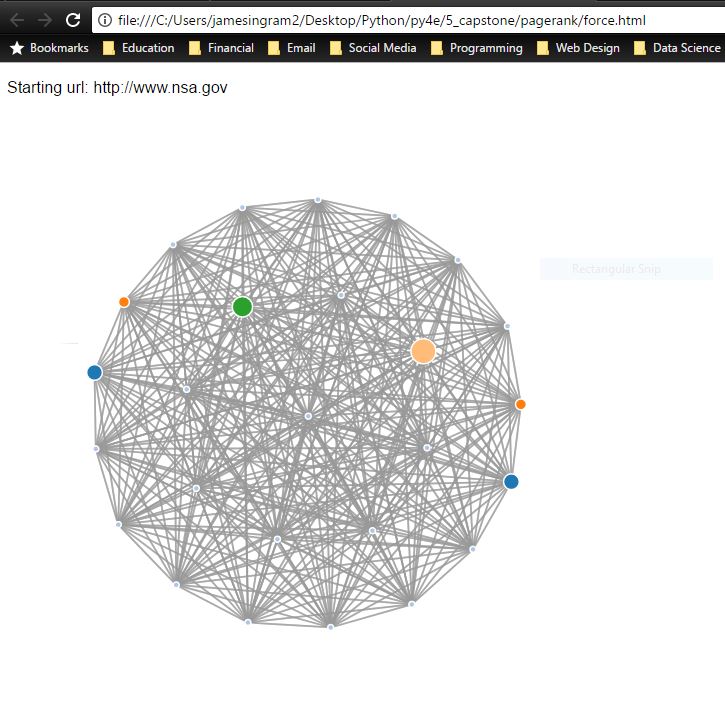 file:///C:/Users/jamesingram2/Desktop/Python/py4e/5_capstone/pagerank/force.html
Bookmarks Education Financial Email Social Media Programming Web Design Data Science
Starting url: http://www.nsa.gov
Rectangular Snip